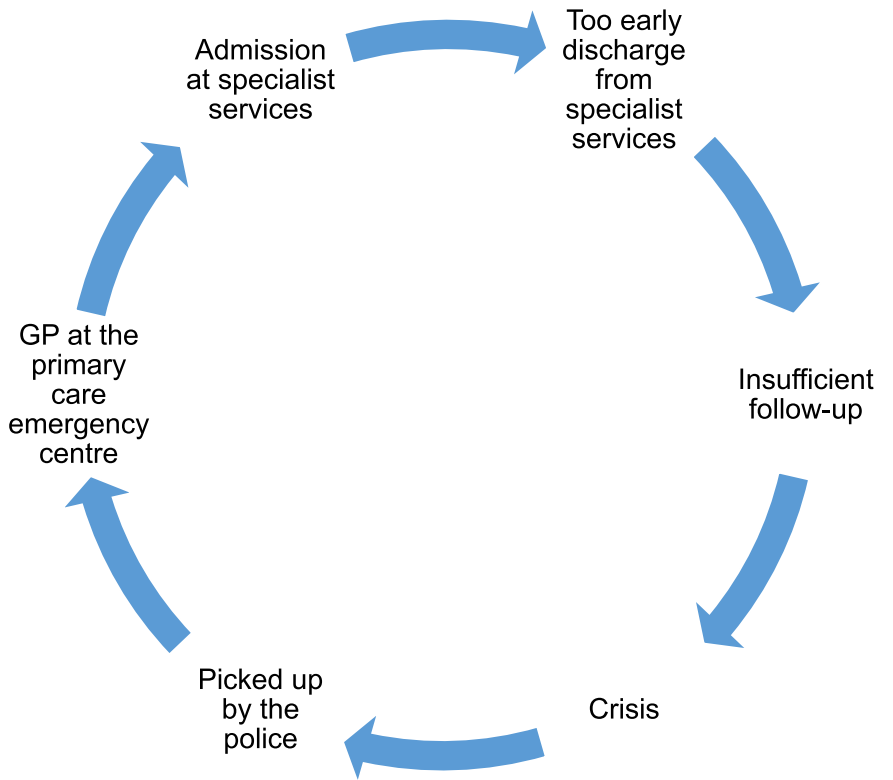 Admission
at specialist
services
Too early
discharge
from
specialist
services
Insufficient
follow-up
Crisis
Picked up
by the
police
GP at the
primary
care
emergency
centre